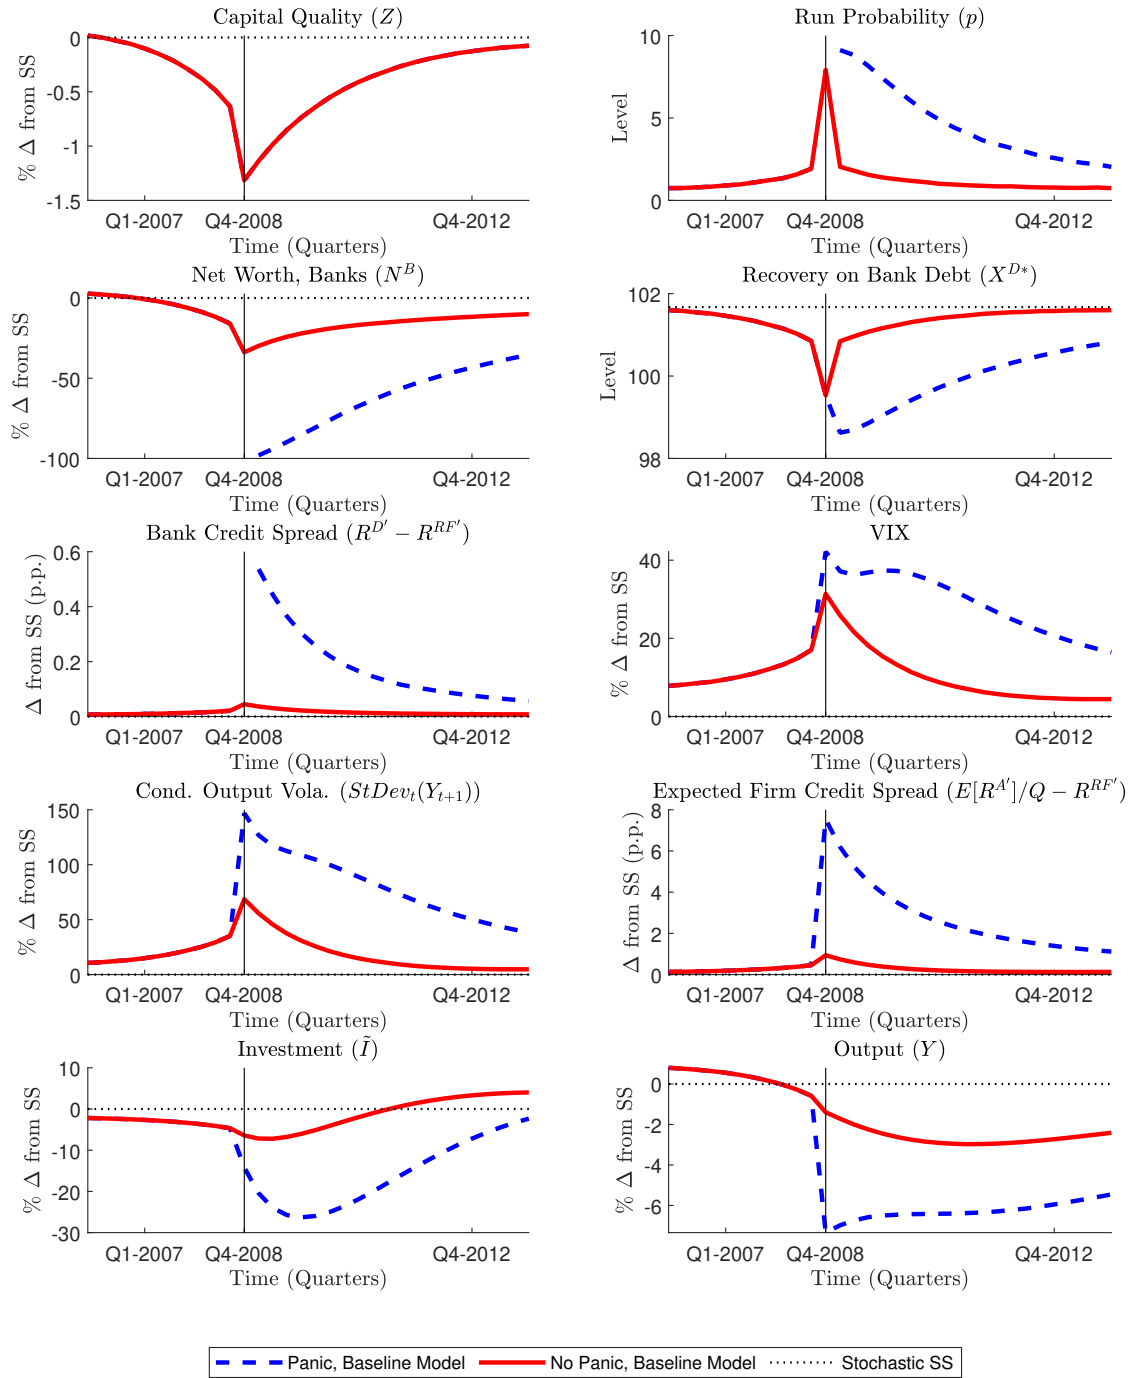 Capital Quality (Z)
% Δ from SS
0
-0.5
-1
-1.5
Q1-2007 Q4-2008 Q4-2012
Time (Quarters)
Run Probability (p)
Level
10
5
0
Q1-2007 Q4-2008 Q4-2012
Time (Quarters)
Net Worth, Banks (N^B)
% Δ from SS
0
-50
-100
Q1-2007 Q4-2008 Q4-2012
Time (Quarters)
Recovery on Bank Debt (X^{D*})
Level
102
100
98
Q1-2007 Q4-2008 Q4-2012
Time (Quarters)
Bank Credit Spread (R^{D'} − R^{RF'})
Δ from SS (p.p.)
0.6
0.4
0.2
0
Q1-2007 Q4-2008 Q4-2012
Time (Quarters)
VIX
% Δ from SS
40
20
0
Q1-2007 Q4-2008 Q4-2012
Time (Quarters)
Cond. Output Vola. (StDev_t(Y_{t+1}))
% Δ from SS
150
100
50
0
Q1-2007 Q4-2008 Q4-2012
Time (Quarters)
Expected Firm Credit Spread (E[R^{A'}]/Q − R^{RF'})
Δ from SS (p.p.)
8
6
4
2
0
Q1-2007 Q4-2008 Q4-2012
Time (Quarters)
Investment (Ĩ)
% Δ from SS
10
0
-10
-20
-30
Q1-2007 Q4-2008 Q4-2012
Time (Quarters)
Output (Y)
% Δ from SS
0
-2
-4
-6
Q1-2007 Q4-2008 Q4-2012
Time (Quarters)
Panic, Baseline Model No Panic, Baseline Model Stochastic SS